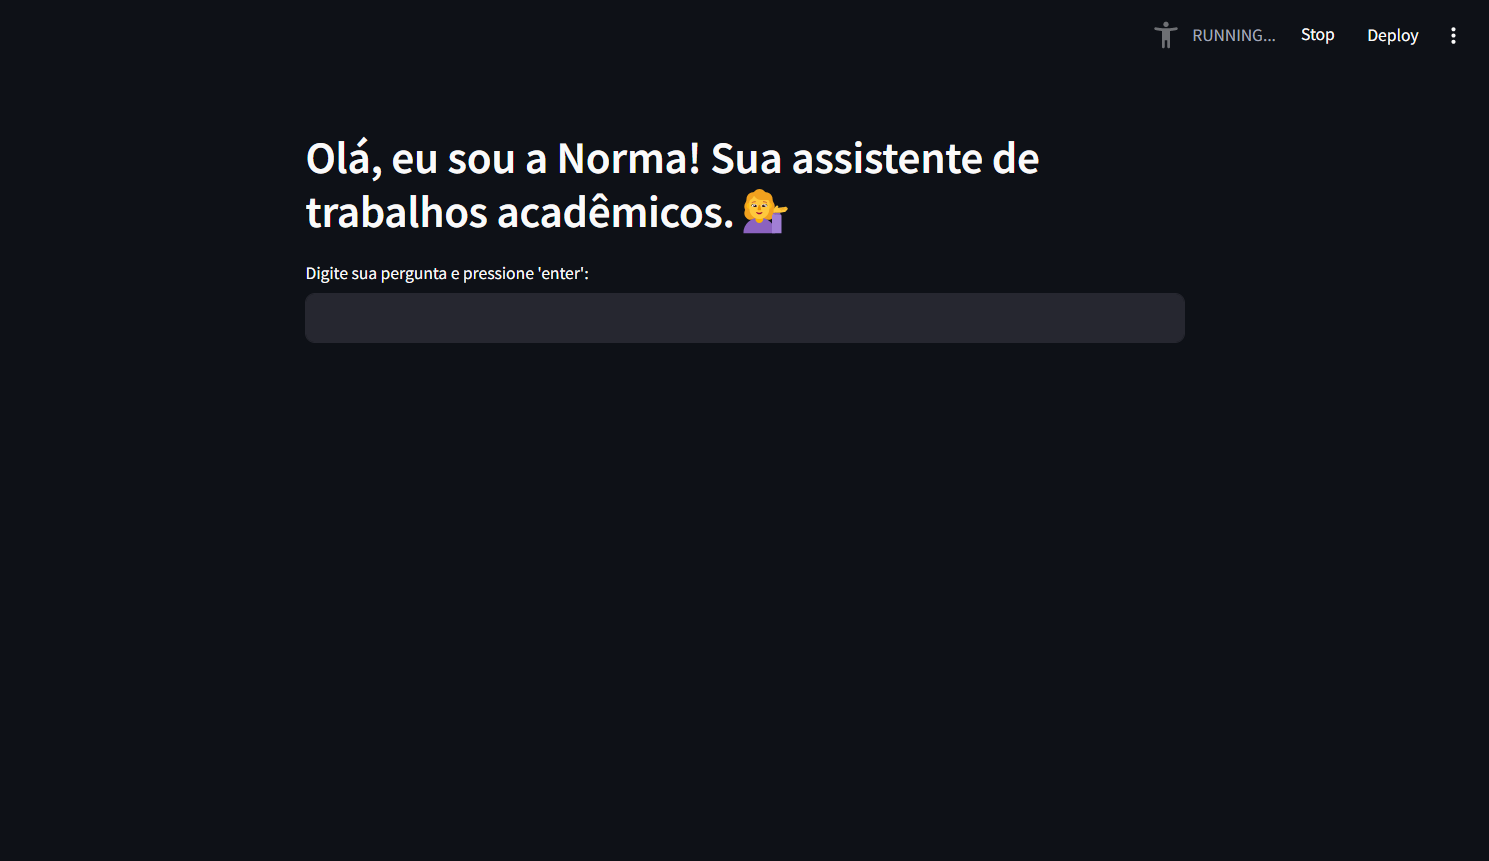 RUNNING...
Stop
Deploy
Olá, eu sou a Norma! Sua assistente de
trabalhos acadêmicos.
Digite sua pergunta e pressione 'enter':